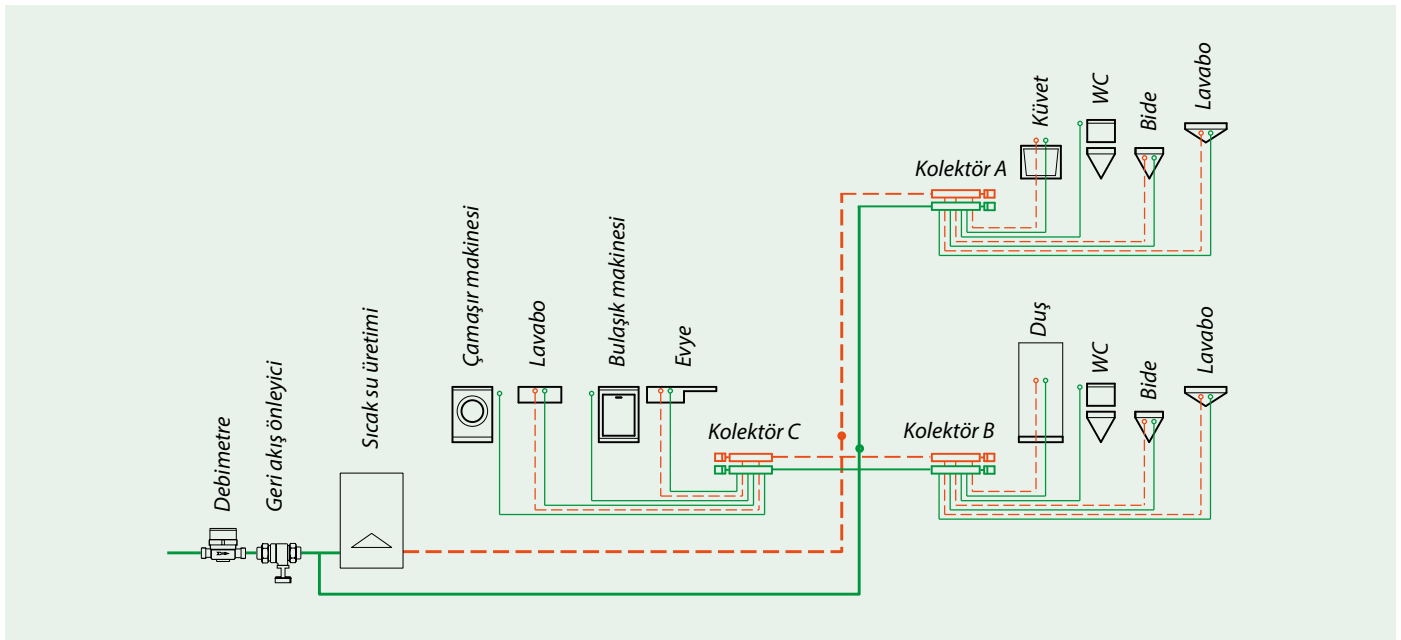 Küvet
WC
Bide
Lavabo
Kolektör A
Çamaşır makinesi
Lavabo
Bulaşık makinesi
Evye
Duş
WC
Bide
Lavabo
Kolektör C
Kolektör B
Debimetre
Geri akış önleyici
Sıcak su üretimi